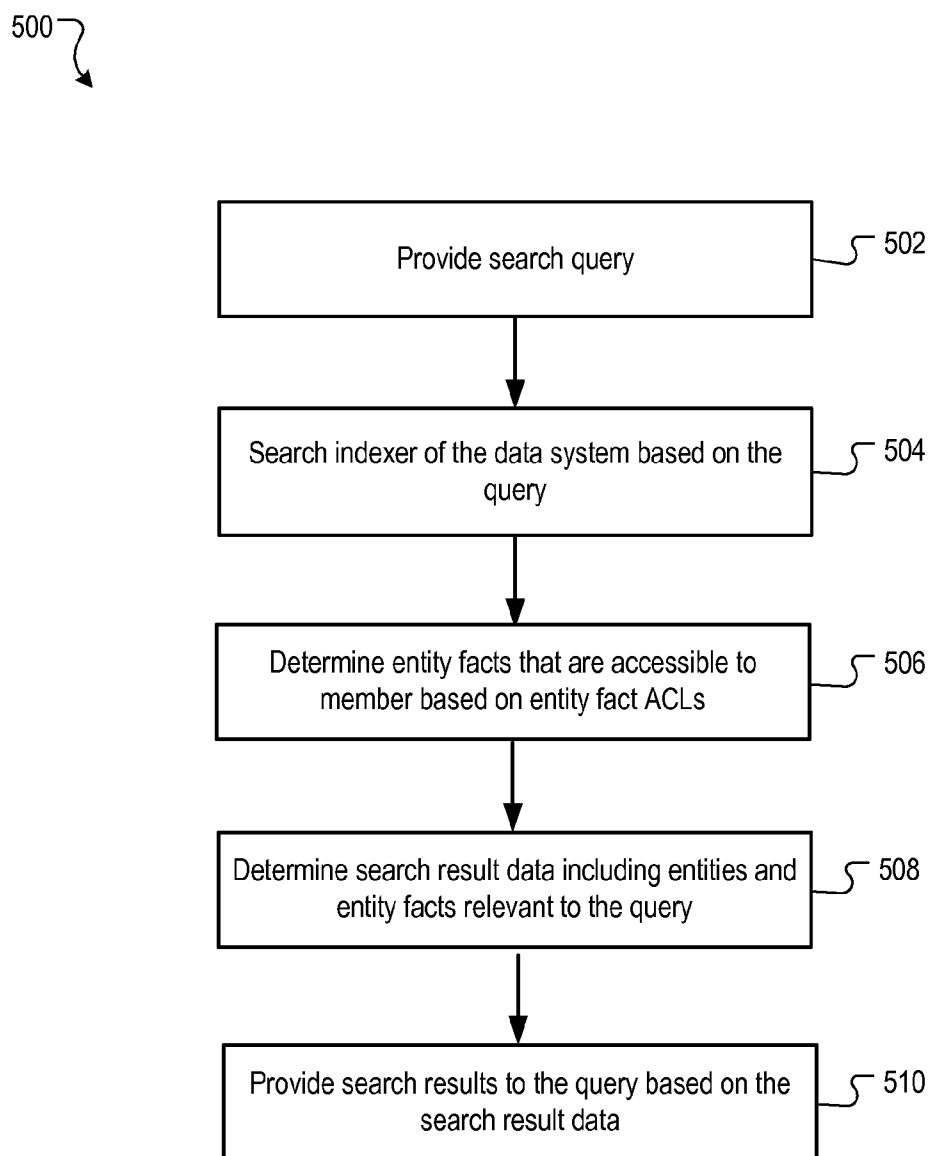 500
Provide search query
502
Search indexer of the data system based on the
query
504
Determine entity facts that are accessible to
member based on entity fact ACLs
506
Determine search result data including entities and
entity facts relevant to the query
508
Provide search results to the query based on the
search result data
510